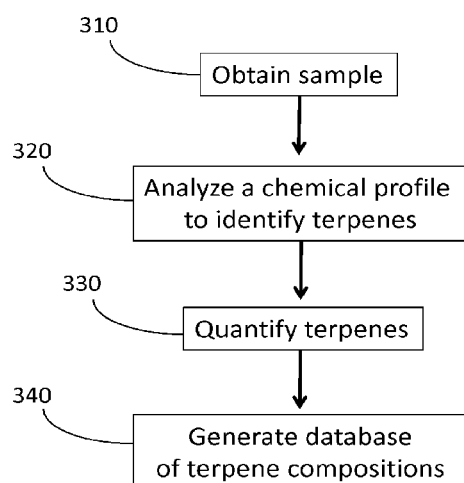 310
Obtain sample
320
Analyze a chemical profile
to identify terpenes
330
Quantify terpenes
340
Generate database
of terpene compositions